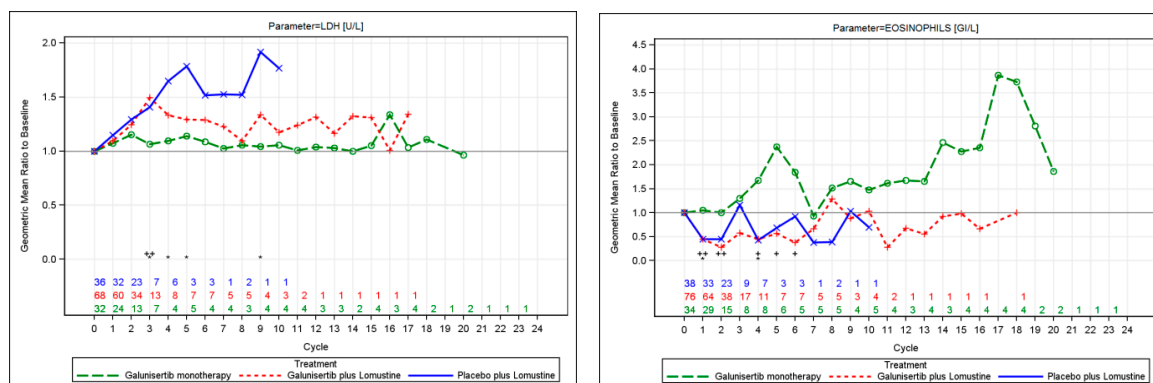 Parameter=LDH [U/L]
Geometric Mean Ratio to Baseline
2.0
1.5
1.0
0.5
0.0
36 32 23 7 6 3 3 1 2 1 1
68 60 34 13 8 7 7 5 5 4 3 2 1 1 1 1 1 1
32 24 13 7 4 5 4 4 3 4 4 4 3 3 4 4 3 4 2 1 2 1 1 1
0 1 2 3 4 5 6 7 8 9 10 11 12 13 14 15 16 17 18 19 20 21 22 23 24
Cycle
Treatment
Galunisertib monotherapy Galunisertib plus Lomustine Placebo plus Lomustine
Parameter=EOSINOPHILS [GI/L]
Geometric Mean Ratio to Baseline
4.5
4.0
3.5
3.0
2.5
2.0
1.5
1.0
0.5
0.0
38 33 23 9 7 3 3 1 2 1 1
76 64 38 17 11 7 7 5 5 3 4 2 1 1 1 1 1 1
34 29 15 8 8 6 5 5 5 4 5 4 3 4 4 4 4 4 4 2 2 1 1 1
0 1 2 3 4 5 6 7 8 9 10 11 12 13 14 15 16 17 18 19 20 21 22 23 24
Cycle
Treatment
Galunisertib monotherapy Galunisertib plus Lomustine Placebo plus Lomustine